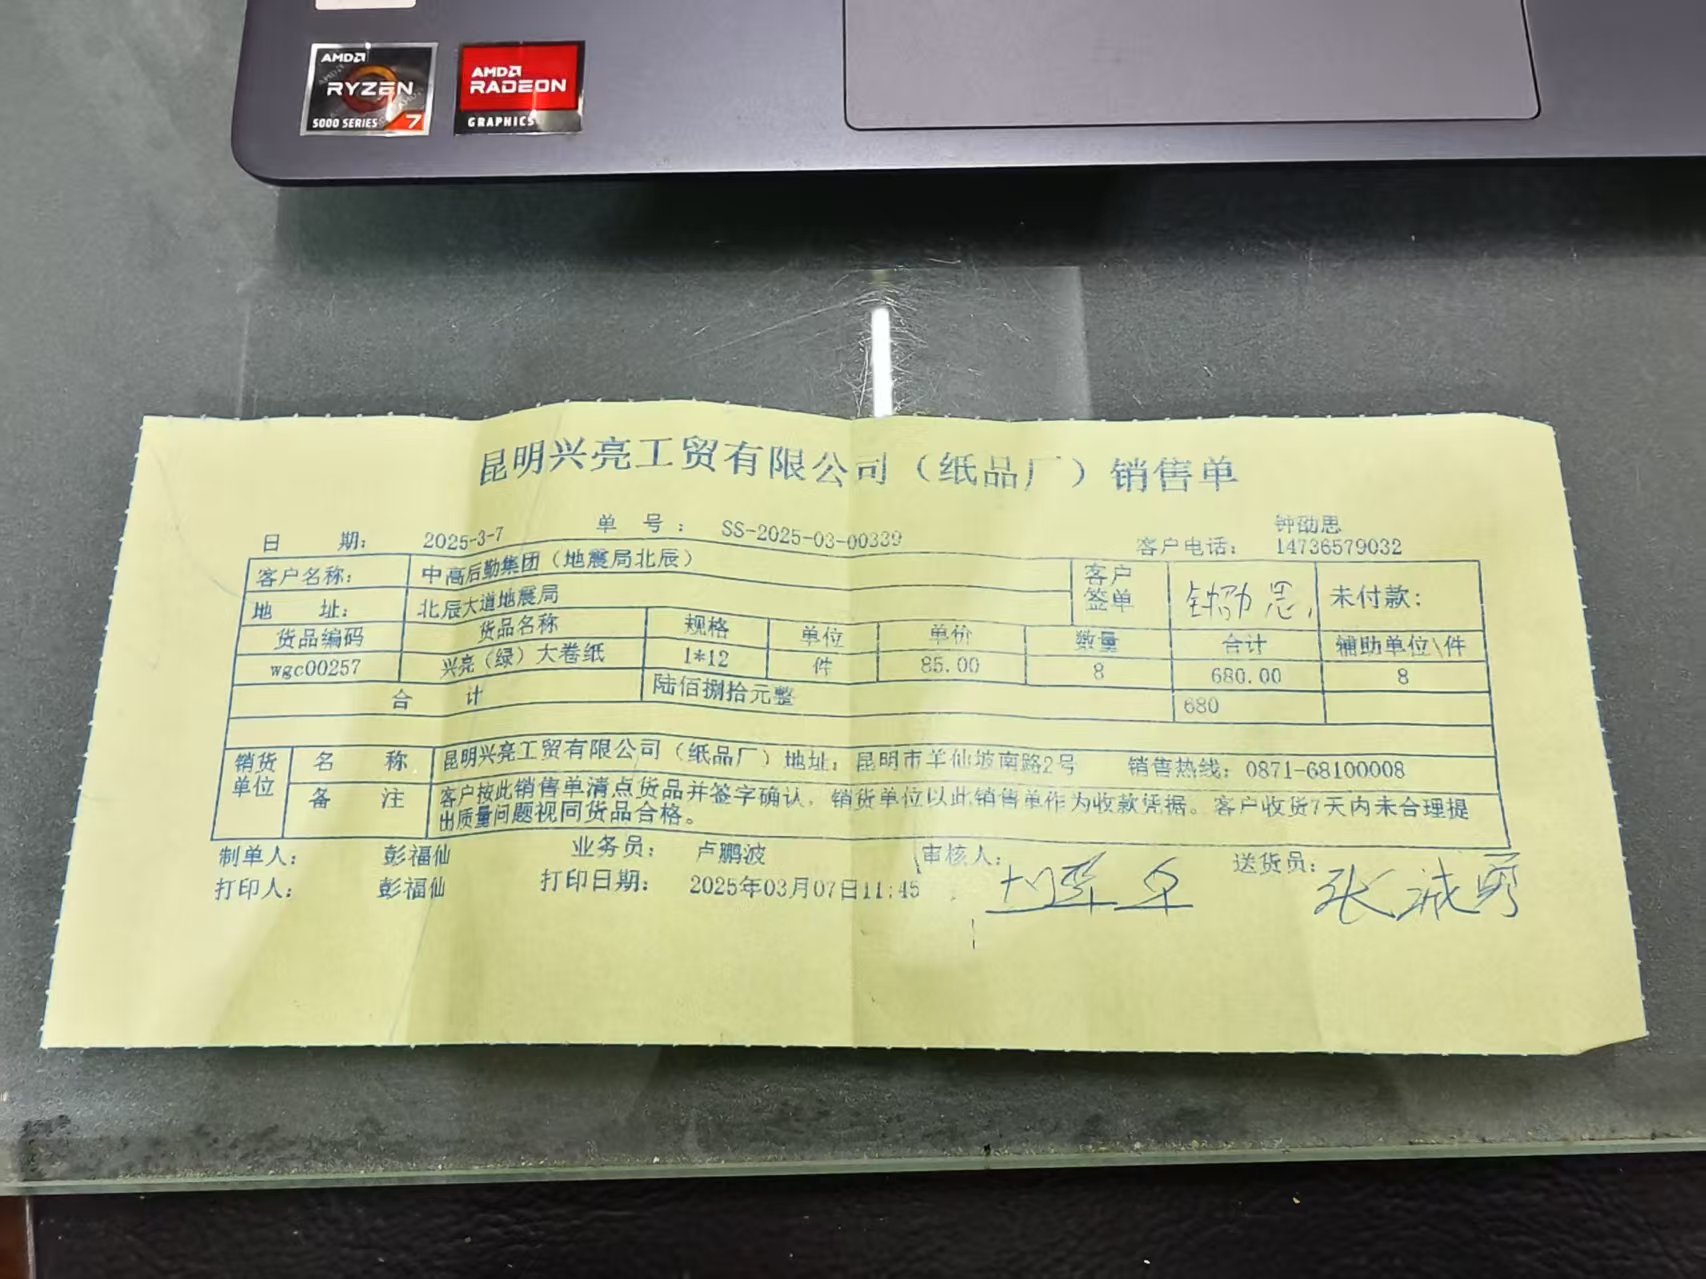 AMD
RYZEN
5000 SERIES 7
AMD
RADEON
GRAPHICS
昆明兴亮工贸有限公司（纸品厂）销售单
钟劭思
日 期： 2025-3-7 单 号： SS-2025-03-00339 客户电话： 14736579032
客户名称： 中高后勤集团（地震局北辰） 客户签单 钟劭思 未付款：
地 址： 北辰大道地震局
货品编码 货品名称 规格 单位 单价 数量 合计 辅助单位\件
wgc00257 兴亮（绿）大卷纸 1*12 件 85.00 8 680.00 8
合 计 陆佰捌拾元整 680
销货单位 名 称 昆明兴亮工贸有限公司（纸品厂）地址：昆明市羊仙坡南路2号 销售热线：0871-68100008
备 注 客户按此销售单清点货品并签字确认，销货单位以此销售单作为收款凭据。客户收货7天内未合理提
出质量问题视同货品合格。
制单人： 彭福仙 业务员： 卢鹏波 审核人： 送货员： 张诚勇
打印人： 彭福仙 打印日期： 2025年03月07日11:45